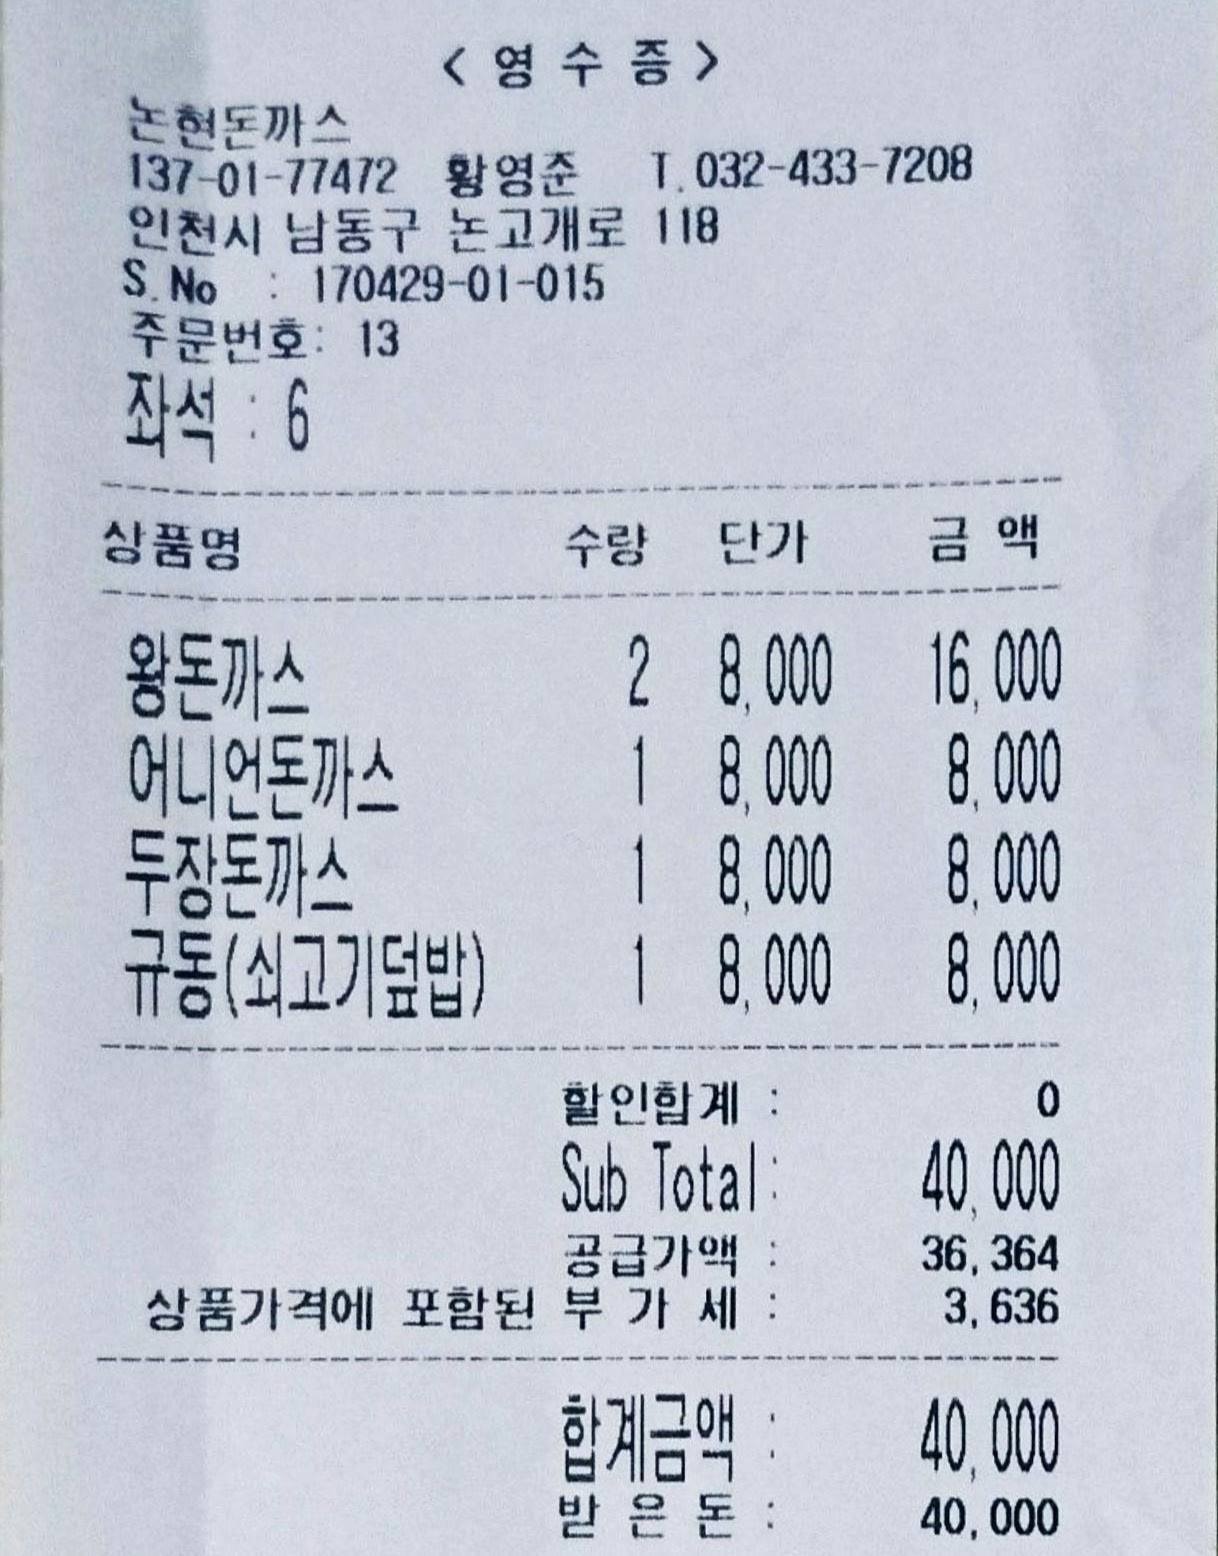 < 영 수 증 >
논현돈까스
137-01-77472 황영준 T.032-433-7208
인천시 남동구 논고개로 118
S.No : 170429-01-015
주문번호: 13
좌석 : 6
상품명 수량 단가 금 액
왕돈까스 2 8,000 16,000
어니언돈까스 1 8,000 8,000
두장돈까스 1 8,000 8,000
규동(쇠고기덮밥) 1 8,000 8,000
할인합계 : 0
Sub Total: 40,000
공급가액 : 36,364
상품가격에 포함된 부 가 세 : 3,636
합계금액 : 40,000
받 은 돈 : 40,000